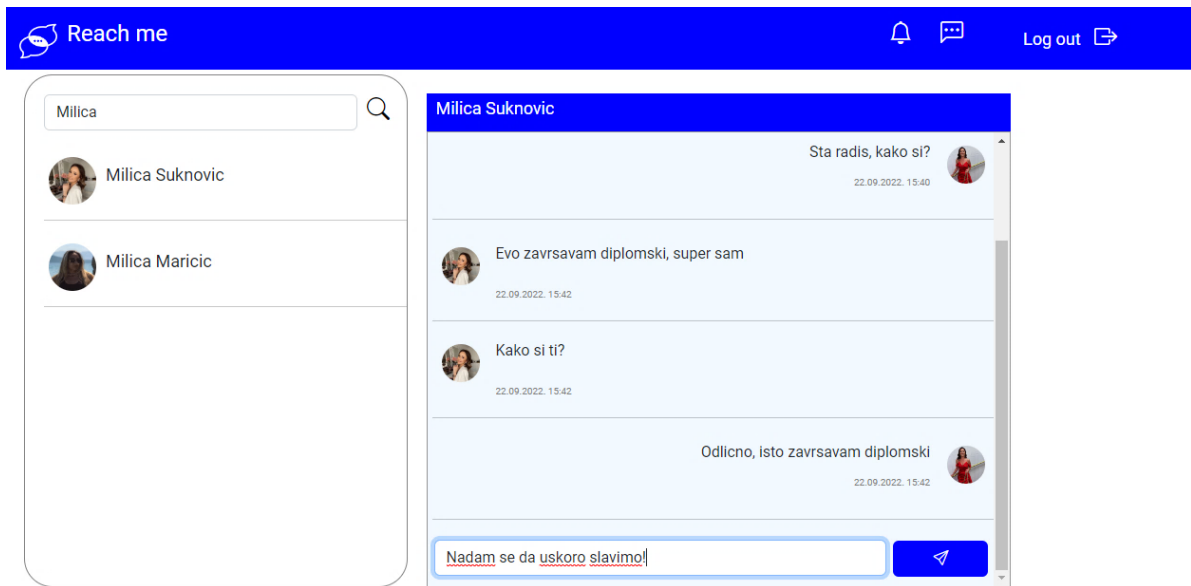 Reach me
Log out
Milica
Milica Suknovic
Milica Maricic
Milica Suknovic
Sta radis, kako si?
22.09.2022. 15:40
Evo zavrsavam diplomski, super sam
22.09.2022. 15:42
Kako si ti?
22.09.2022. 15:42
Odlicno, isto zavrsavam diplomski
22.09.2022. 15:42
Nadam se da uskoro slavimo!